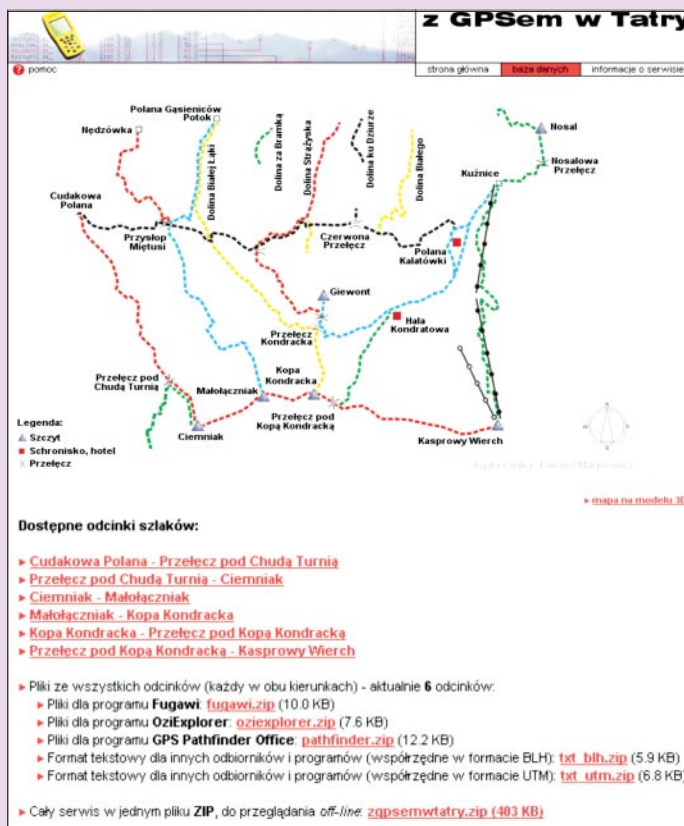 z GPSem w Tatry
pomoc
strona główna
baza danych
informacje o serwisie
Polana Gąsieniców
Potok
Nędzówka
Dolina Białej Łąki
Dolina za Bramką
Dolina Strążyska
Dolina ku Dziurze
Dolina Białego
Nosal
Nosalowa
Przełęcz
Kuźnice
Cudakowa
Polana
Przysłop
Miętusi
Czerwona
Przełęcz
Polana
Kalatówki
Giewont
Hala
Kondratowa
Przełęcz
Kondracka
Kopa
Kondracka
Przełęcz pod
Chudą Turnią
Małołączniak
Przełęcz pod
Kopą Kondracką
Ciemniak
Kasprowy Wierch
Legenda:
Szczyt
Schronisko, hotel
Przełęcz
mapa na modelu 3D
Dostępne odcinki szlaków:
Cudakowa Polana - Przełęcz pod Chudą Turnią
Przełęcz pod Chudą Turnią - Ciemniak
Ciemniak - Małołączniak
Małołączniak - Kopa Kondracka
Kopa Kondracka - Przełęcz pod Kopą Kondracką
Przełęcz pod Kopą Kondracką - Kasprowy Wierch
Pliki ze wszystkich odcinków (każdy w obu kierunkach) - aktualnie 6 odcinków:
Pliki dla programu Fugawi: fugawi.zip (10.0 KB)
Pliki dla programu OziExplorer: oziexplorer.zip (7.6 KB)
Pliki dla programu GPS Pathfinder Office: pathfinder.zip (12.2 KB)
Format tekstowy dla innych odbiorników i programów (współrzędne w formacie BLH): txt_blh.zip (5.9 KB)
Format tekstowy dla innych odbiorników i programów (współrzędne w formacie UTM): txt_utm.zip (6.8 KB)
Cały serwis w jednym pliku ZIP, do przeglądania off-line: zgpsemwtatry.zip (403 KB)